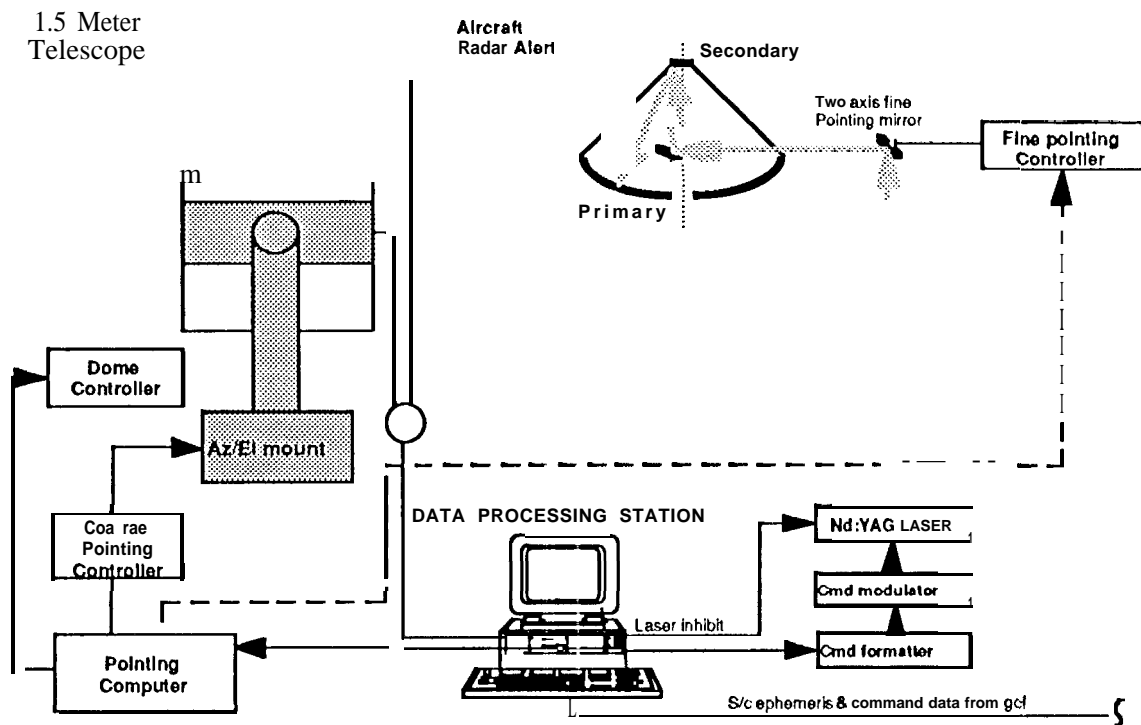 1.5 Meter
Telescope
Aircraft
Radar Alert
Secondary
Two axis fine
Pointing mirror
Fine pointing
Controller
m
Primary
Dome
Controller
Az/El mount
Coa rae
Pointing
Controller
DATA PROCESSING STATION
Nd:YAG LASER
Cmd modulator
Laser inhibit
Cmd formatter
Pointing
Computer
S/c ephemeris & command data from gcf